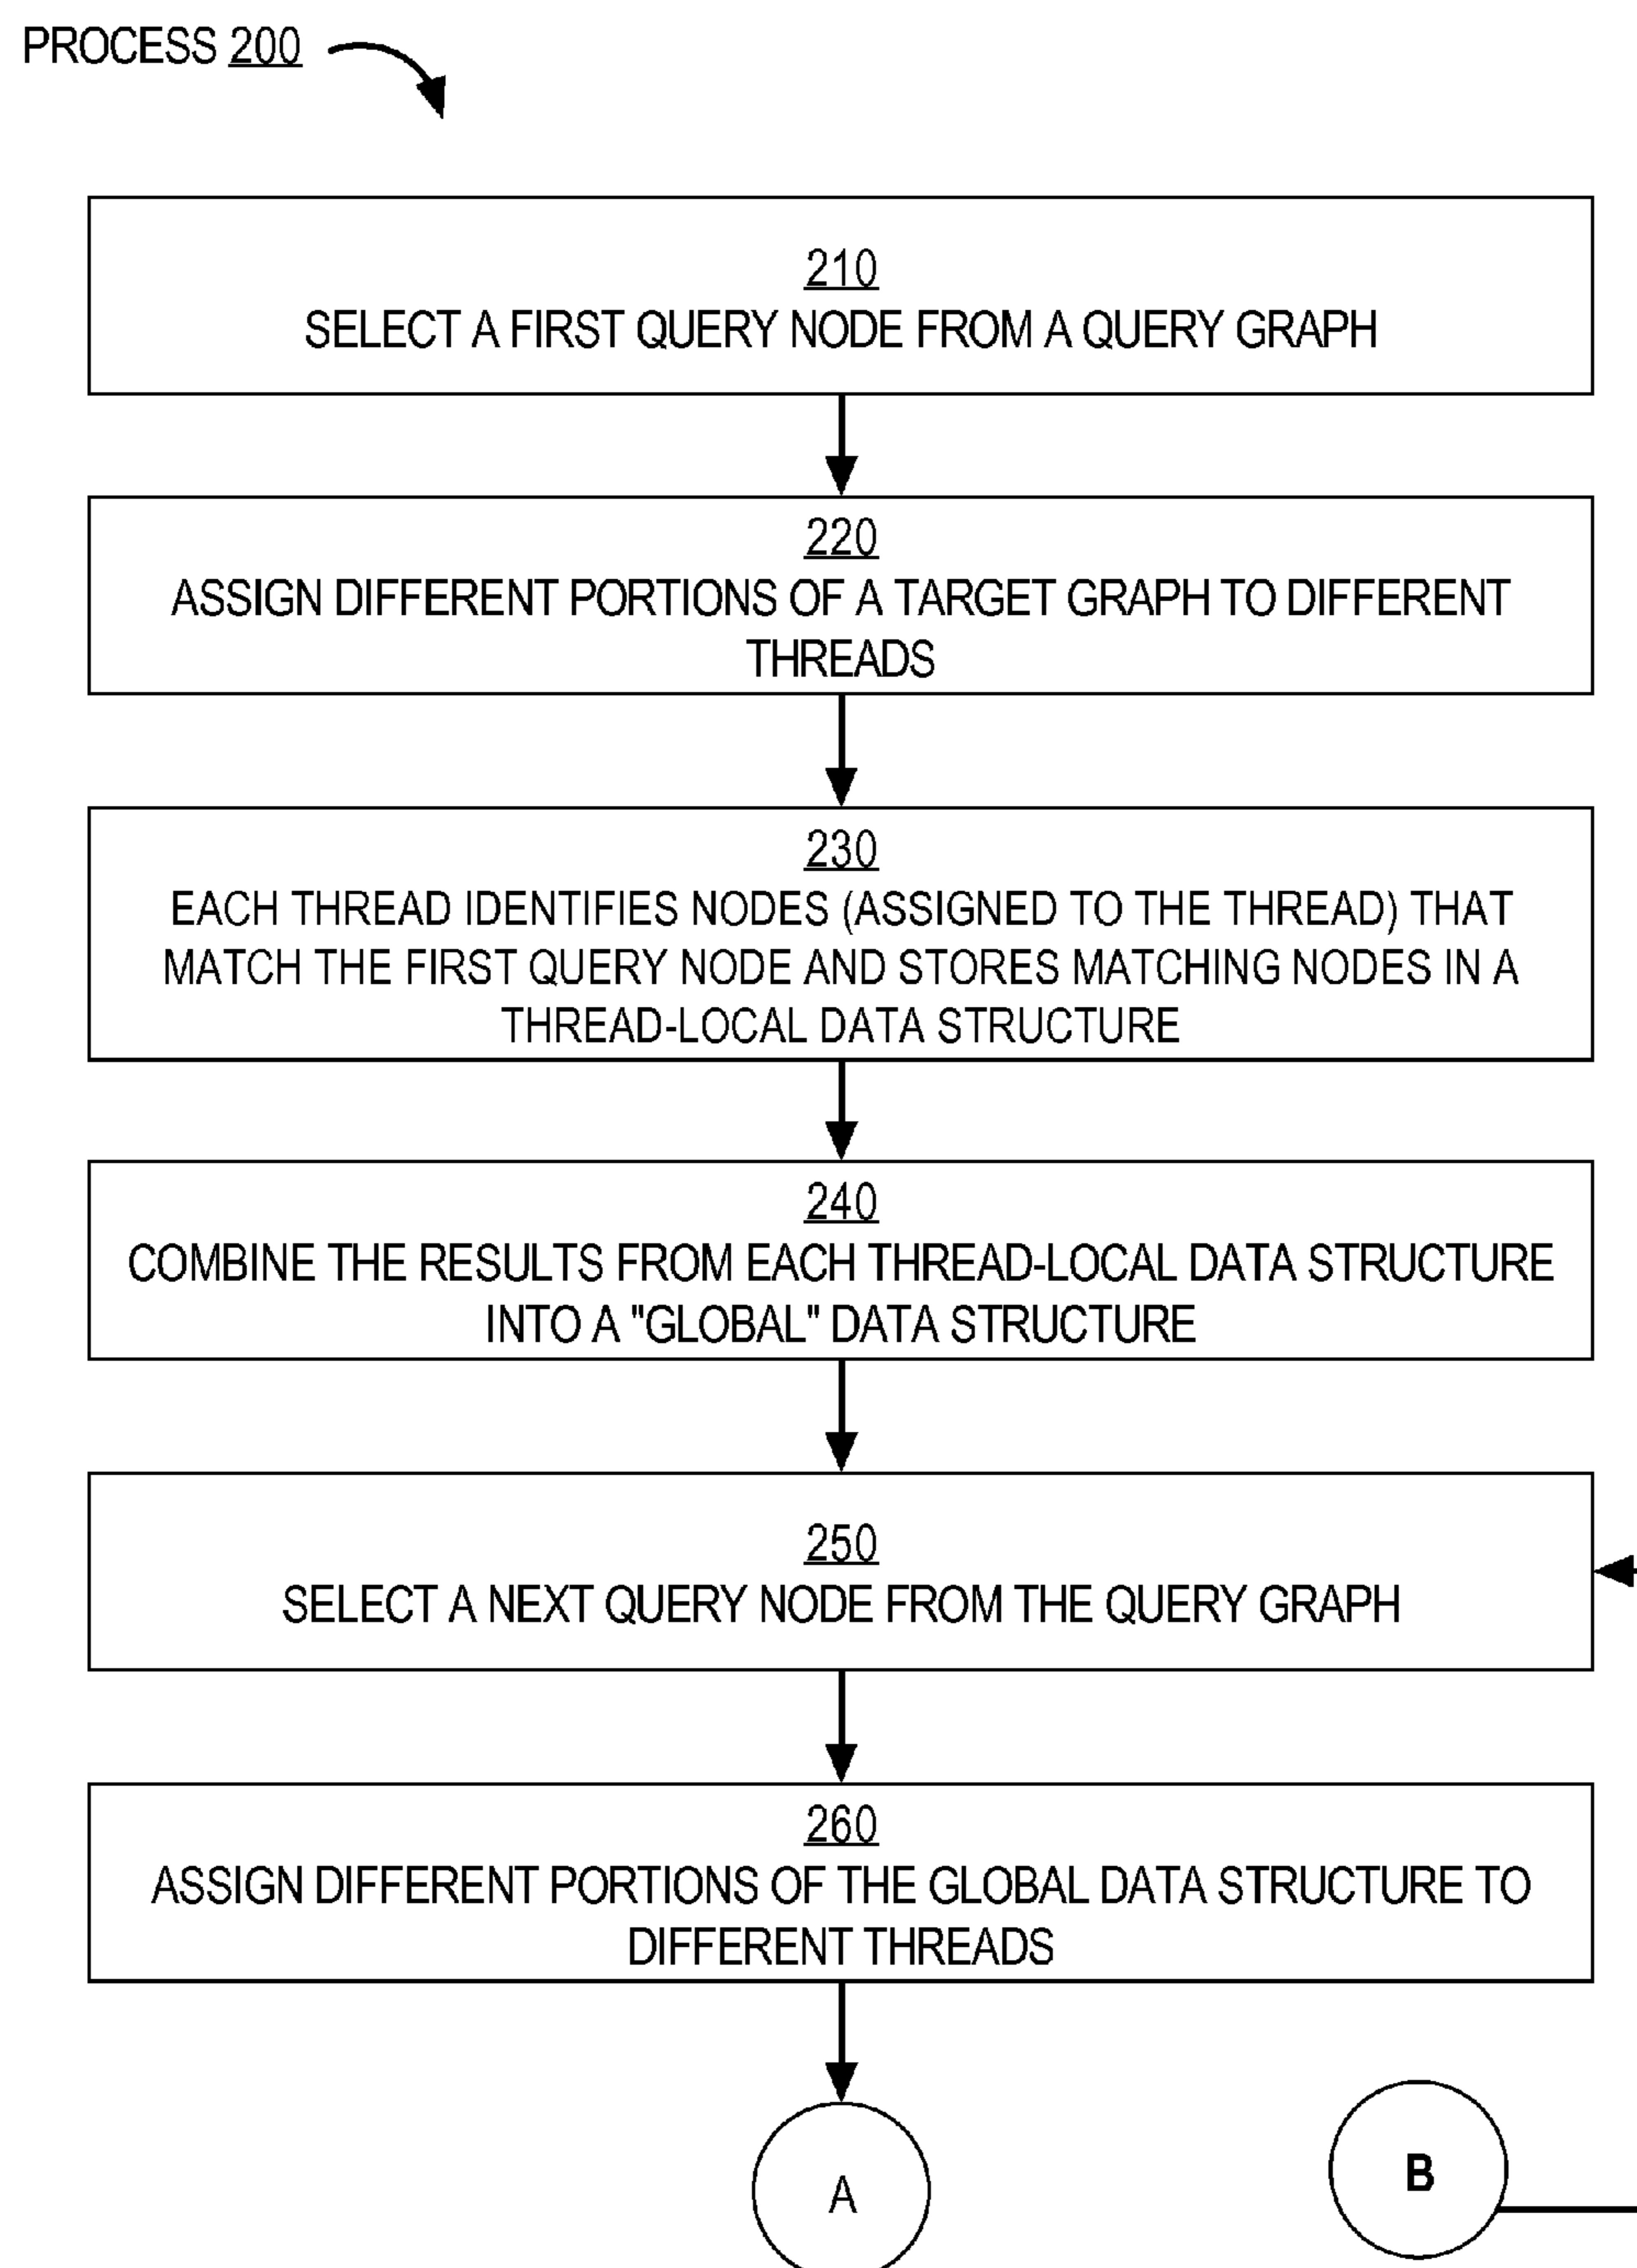 PROCESS 200
210
SELECT A FIRST QUERY NODE FROM A QUERY GRAPH
220
ASSIGN DIFFERENT PORTIONS OF A TARGET GRAPH TO DIFFERENT
THREADS
230
EACH THREAD IDENTIFIES NODES (ASSIGNED TO THE THREAD) THAT
MATCH THE FIRST QUERY NODE AND STORES MATCHING NODES IN A
THREAD-LOCAL DATA STRUCTURE
240
COMBINE THE RESULTS FROM EACH THREAD-LOCAL DATA STRUCTURE
INTO A "GLOBAL" DATA STRUCTURE
250
SELECT A NEXT QUERY NODE FROM THE QUERY GRAPH
260
ASSIGN DIFFERENT PORTIONS OF THE GLOBAL DATA STRUCTURE TO
DIFFERENT THREADS
A
B